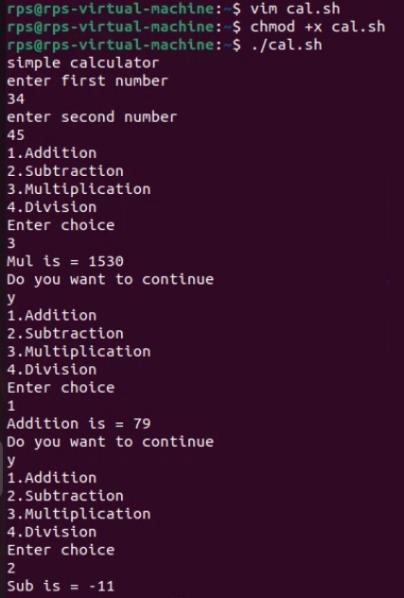 rps@rps-virtual-machine:~$ vim cal.sh
rps@rps-virtual-machine:~$ chmod +x cal.sh
rps@rps-virtual-machine:~$ ./cal.sh
simple calculator
enter first number
34
enter second number
45
1.Addition
2.Subtraction
3.Multiplication
4.Division
Enter choice
3
Mul is = 1530
Do you want to continue
y
1.Addition
2.Subtraction
3.Multiplication
4.Division
Enter choice
1
Addition is = 79
Do you want to continue
y
1.Addition
2.Subtraction
3.Multiplication
4.Division
Enter choice
2
Sub is = -11